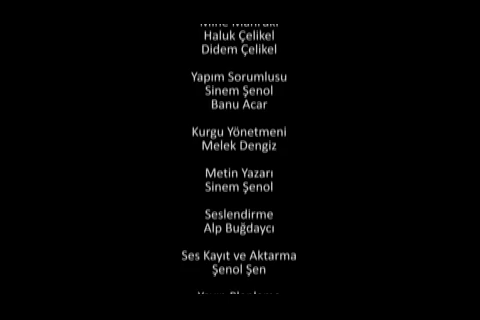 Haluk Çelikel
Didem Çelikel
Yapım Sorumlusu
Sinem Şenol
Banu Acar
Kurgu Yönetmeni
Melek Dengiz
Metin Yazarı
Sinem Şenol
Seslendirme
Alp Buğdaycı
Ses Kayıt ve Aktarma
Şenol Şen